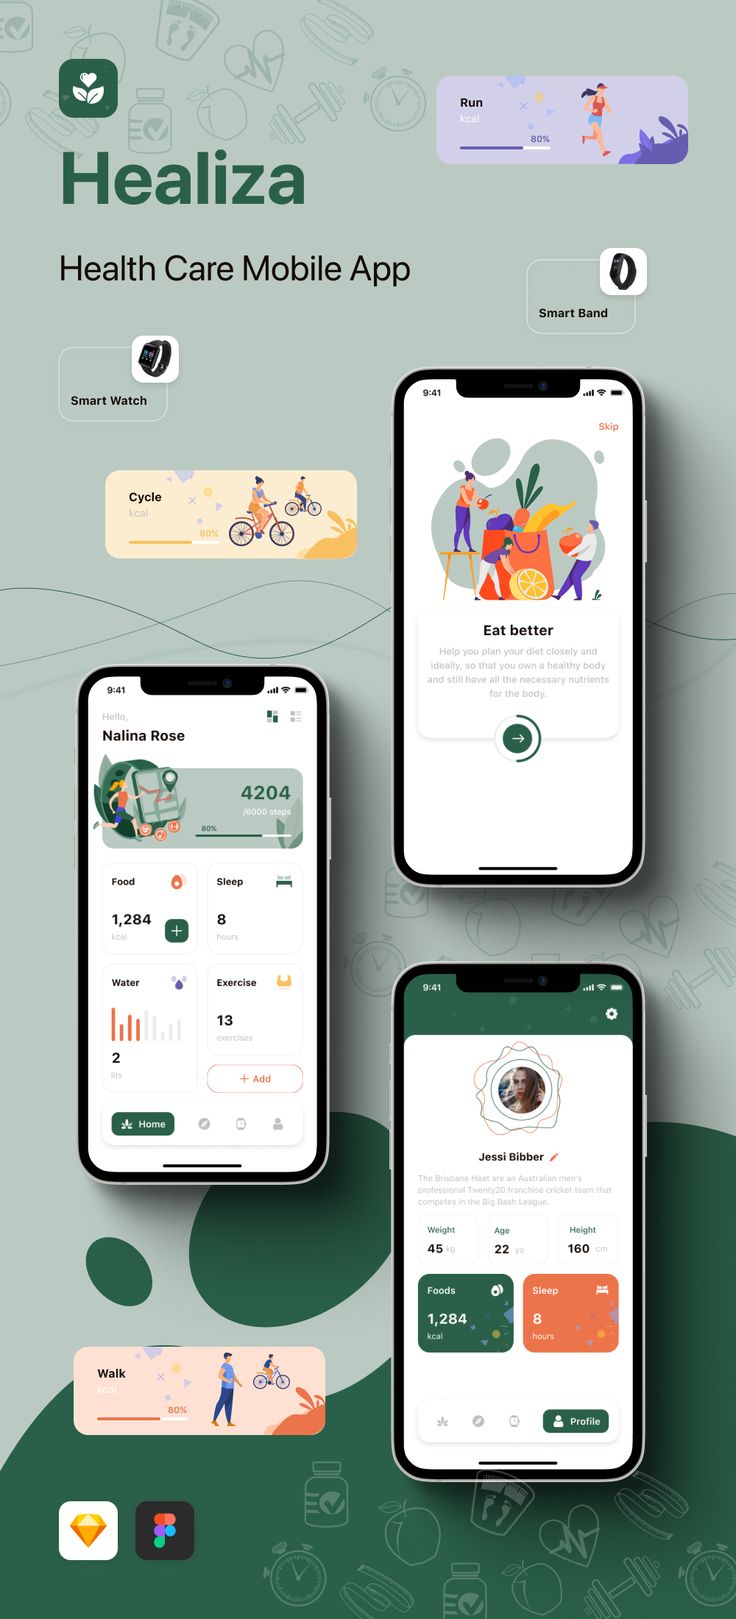 Healiza
Health Care Mobile App
Run
kcal
80%
Smart Band
Smart Watch
Cycle
kcal
80%
9:41
Skip
Eat better
Help you plan your diet closely and
ideally, so that you own a healthy body
and still have all the necessary nutrients
for the body.
9:41
Hello,
Nalina Rose
4204
/6000 steps
80%
Food
1,284
kcal
Sleep
8
hours
Water
2
lits
Exercise
13
exercises
+ Add
Home
9:41
Jessi Bibber
The Brisbane Heat are an Australian men's
professional Twenty20 franchise cricket team that
competes in the Big Bash League.
Weight
45 kg
Age
22 yo
Height
160 cm
Foods
1,284
kcal
Sleep
8
hours
Profile
Walk
kcal
80%